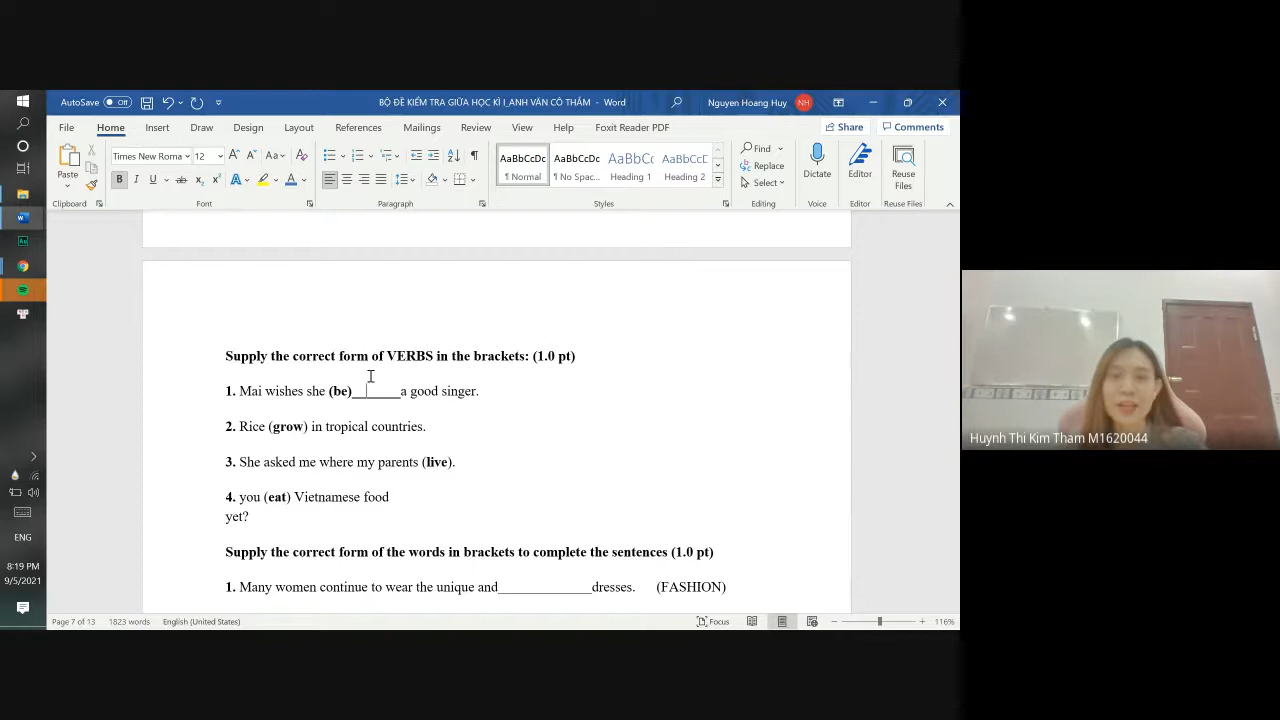 AutoSave Off
BỘ ĐỀ KIỂM TRA GIỮA HỌC KÌ I_ANH VĂN CÔ THẮM - Word
Nguyen Hoang Huy NH
File Home Insert Draw Design Layout References Mailings Review View Help Foxit Reader PDF Share Comments
Times New Roma 12
Paste
AaBbCcDc AaBbCcDc AaBbCc AaBbCcD
¶ Normal ¶ No Spac... Heading 1 Heading 2
Find
Replace
Select
Dictate Editor Reuse Files
Clipboard Font Paragraph Styles Editing Voice Editor Reuse Files
Supply the correct form of VERBS in the brackets: (1.0 pt)
1. Mai wishes she (be)_______a good singer.
2. Rice (grow) in tropical countries.
3. She asked me where my parents (live).
4. you (eat) Vietnamese food
yet?
Supply the correct form of the words in brackets to complete the sentences (1.0 pt)
1. Many women continue to wear the unique and______________dresses. (FASHION)
Page 7 of 13 1823 words English (United States) Focus 116%
ENG
8:19 PM
9/5/2021
Huynh Thi Kim Tham M1620044